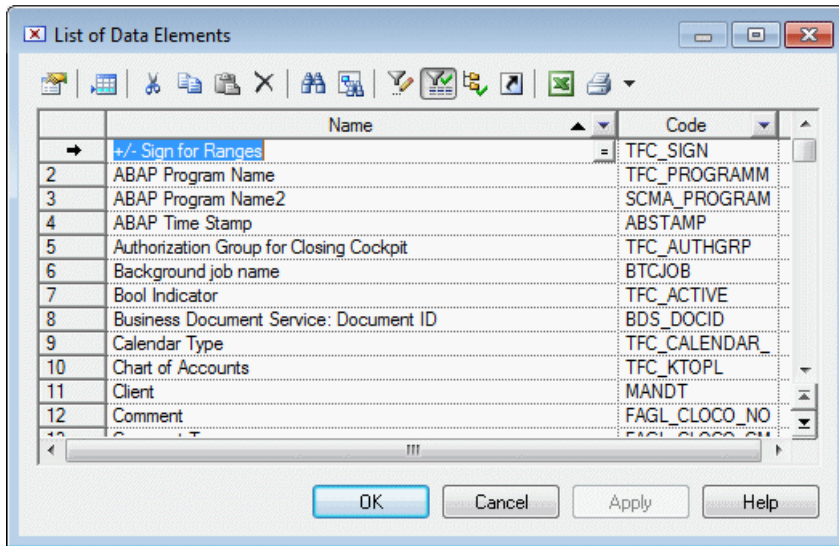 List of Data Elements
Name Code
+/- Sign for Ranges = TFC_SIGN
2 ABAP Program Name TFC_PROGRAMM
3 ABAP Program Name2 SCMA_PROGRAM
4 ABAP Time Stamp ABSTAMP
5 Authorization Group for Closing Cockpit TFC_AUTHGRP
6 Background job name BTCJOB
7 Bool Indicator TFC_ACTIVE
8 Business Document Service: Document ID BDS_DOCID
9 Calendar Type TFC_CALENDAR_
10 Chart of Accounts TFC_KTOPL
11 Client MANDT
12 Comment FAGL_CLOCO_NO
OK Cancel Apply Help